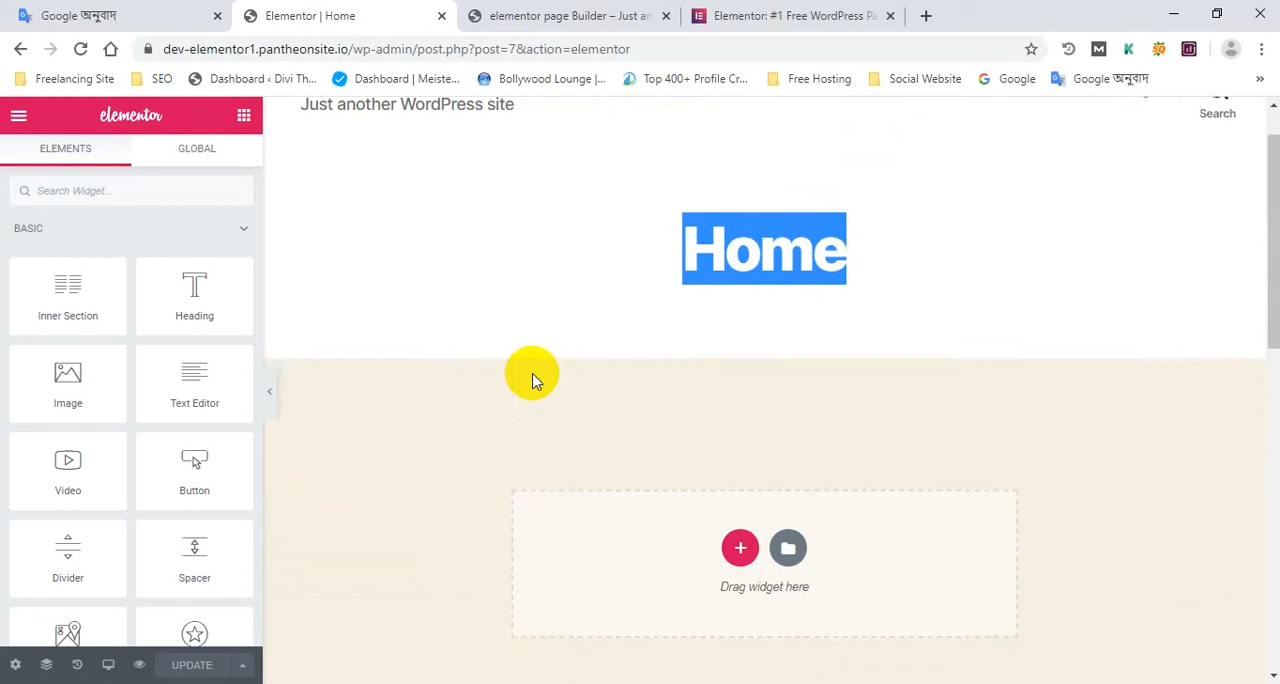 Google অনুবাদ
Elementor | Home
elementor page Builder – Just an
Elementor: #1 Free WordPress Pa
dev-elementor1.pantheonsite.io/wp-admin/post.php?post=7&action=elementor
Freelancing Site
SEO
Dashboard ‹ Divi Th...
Dashboard | Meiste...
Bollywood Lounge |...
Top 400+ Profile Cr...
Free Hosting
Social Website
Google
Google অনুবাদ
»
elementor
Just another WordPress site
Search
ELEMENTS
GLOBAL
Search Widget...
BASIC
Home
Inner Section
Heading
Image
Text Editor
Video
Button
Divider
Spacer
Drag widget here
UPDATE